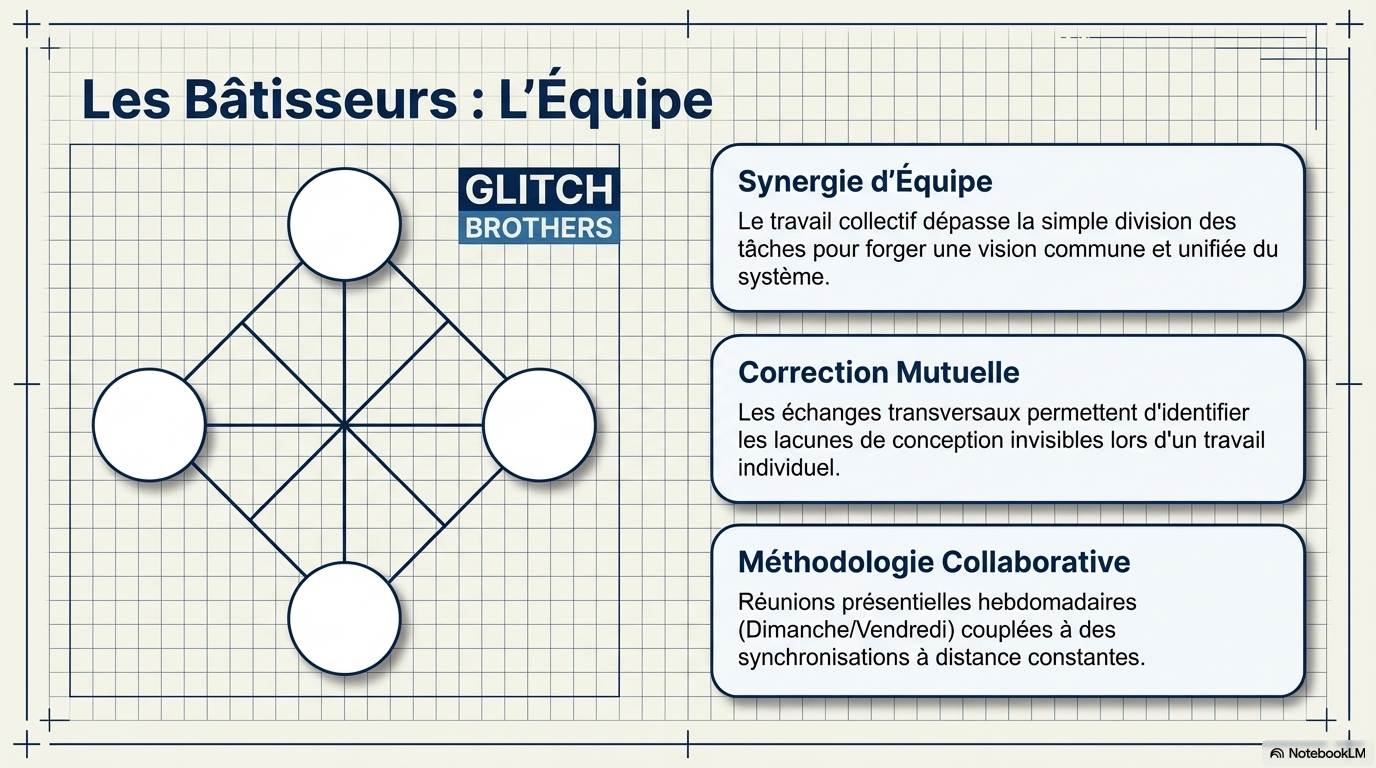 Les Bâtisseurs : L’Équipe
GLITCH
BROTHERS
Synergie d’Équipe
Le travail collectif dépasse la simple division des
tâches pour forger une vision commune et unifiée du
système.
Correction Mutuelle
Les échanges transversaux permettent d'identifier
les lacunes de conception invisibles lors d'un travail
individuel.
Méthodologie Collaborative
Réunions présentielles hebdomadaires
(Dimanche/Vendredi) couplées à des
synchronisations à distance constantes.
NotebookLM